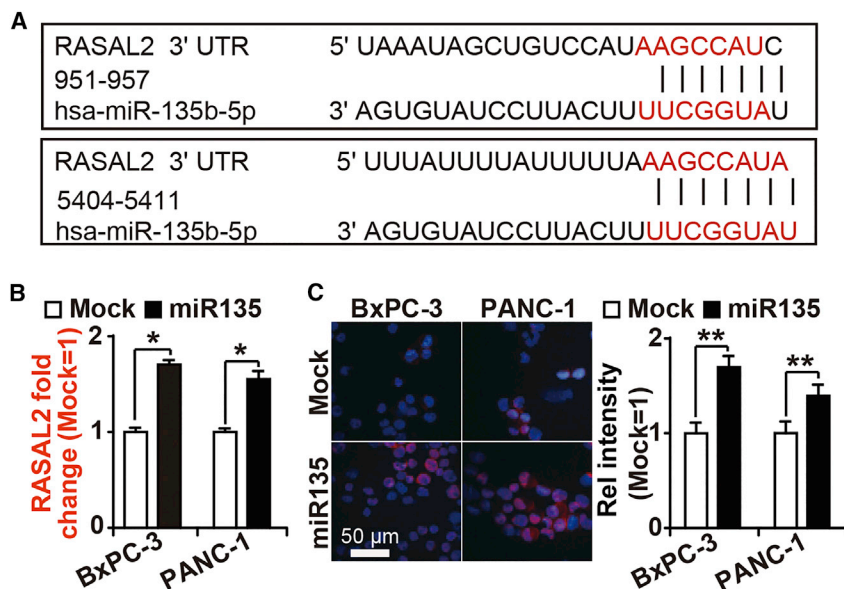 A
RASAL2 3' UTR 5' UAAAUAGCUGUCCAUAAGCCAUC
951-957
hsa-miR-135b-5p 3' AGUGUAUCCUUACUUUUCGGUAU
RASAL2 3' UTR 5' UUUAUUUUAUUUUUAAAGCCAUA
5404-5411
hsa-miR-135b-5p 3' AGUGUAUCCUUACUUUUCGGUAU
B
Mock miR135
RASAL2 fold
change (Mock=1)
2
1
0
*
*
BxPC-3
PANC-1
C
BxPC-3 PANC-1
Mock
miR135
50 µm
Mock miR135
Rel intensity
(Mock=1)
2
1
0
**
**
BxPC-3
PANC-1